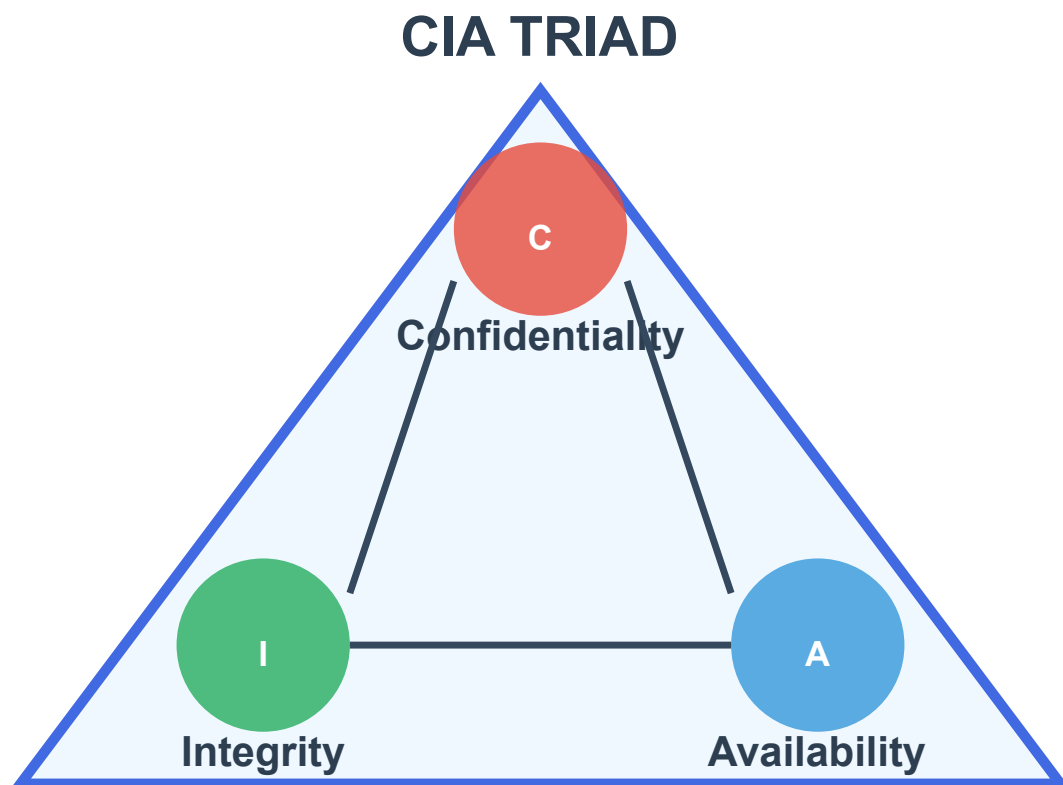 CIA TRIAD
C
Confidentiality
I
A
Integrity
Availability